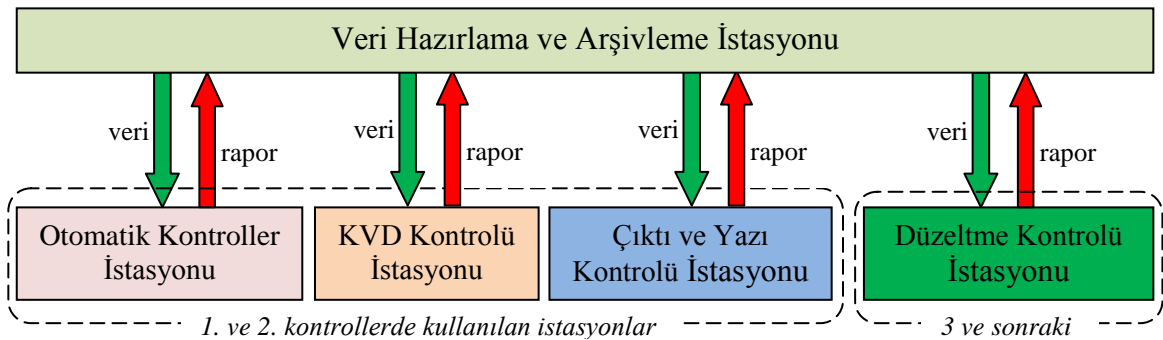 Veri Hazırlama ve Arşivleme İstasyonu
veri
rapor
veri
rapor
veri
rapor
veri
rapor
Otomatik Kontroller
İstasyonu
KVD Kontrolü
İstasyonu
Çıktı ve Yazı
Kontrolü İstasyonu
Düzeltme Kontrolü
İstasyonu
1. ve 2. kontrollerde kullanılan istasyonlar
3 ve sonraki